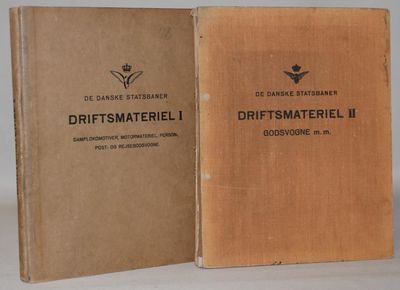 DE DANSKE STATSBANER
DRIFTSMATERIEL I
DAMPLOKOMOTIVER, MOTORMATERIEL, PERSON-,
POST- OG REJSEGODSVOGNE.
DE DANSKE STATSBANER
DRIFTSMATERIEL II
GODSVOGNE m. m.